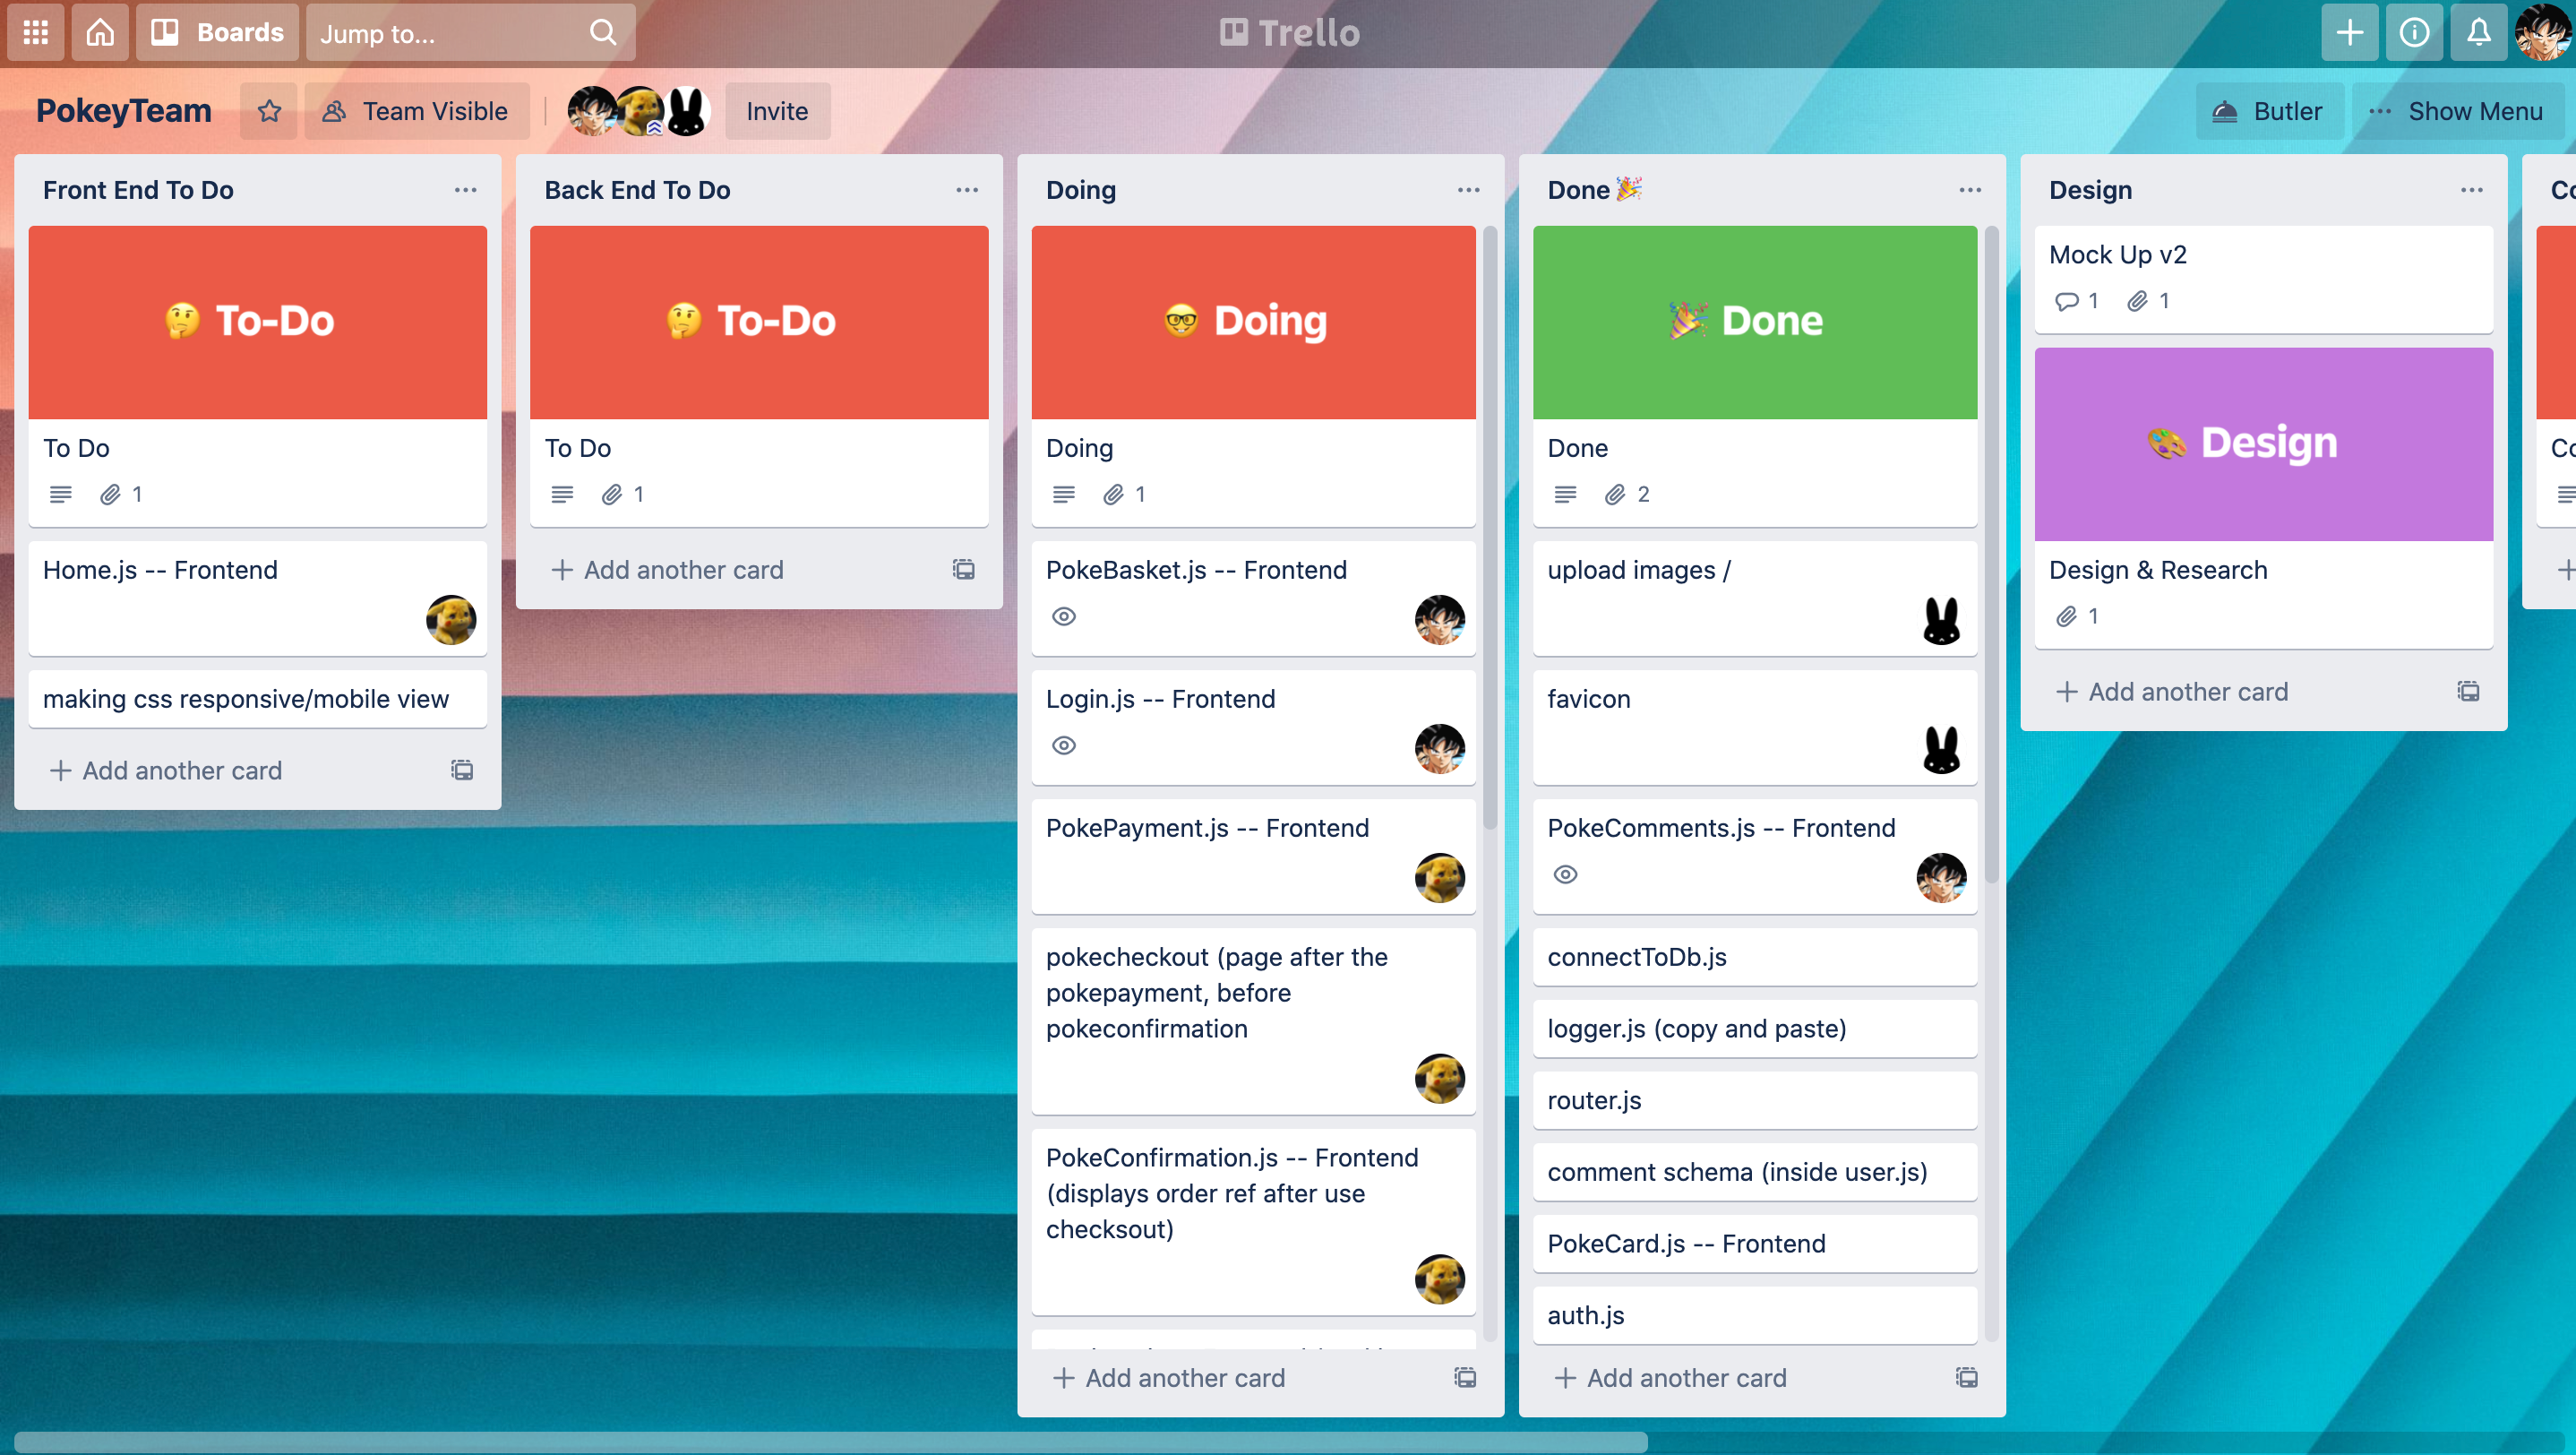 Boards
Jump to...
Trello
PokeyTeam
Team Visible
Invite
Butler
... Show Menu
Front End To Do
To-Do
To Do
1
Home.js -- Frontend
making css responsive/mobile view
+ Add another card
Back End To Do
To-Do
To Do
1
+ Add another card
Doing
Doing
Doing
1
PokeBasket.js -- Frontend
Login.js -- Frontend
PokePayment.js -- Frontend
pokecheckout (page after the
pokepayment, before
pokeconfirmation
PokeConfirmation.js -- Frontend
(displays order ref after use
checksout)
+ Add another card
Done
Done
Done
2
upload images /
favicon
PokeComments.js -- Frontend
connectToDb.js
logger.js (copy and paste)
router.js
comment schema (inside user.js)
PokeCard.js -- Frontend
auth.js
+ Add another card
Design
Mock Up v2
1 1
Design
Design & Research
1
+ Add another card